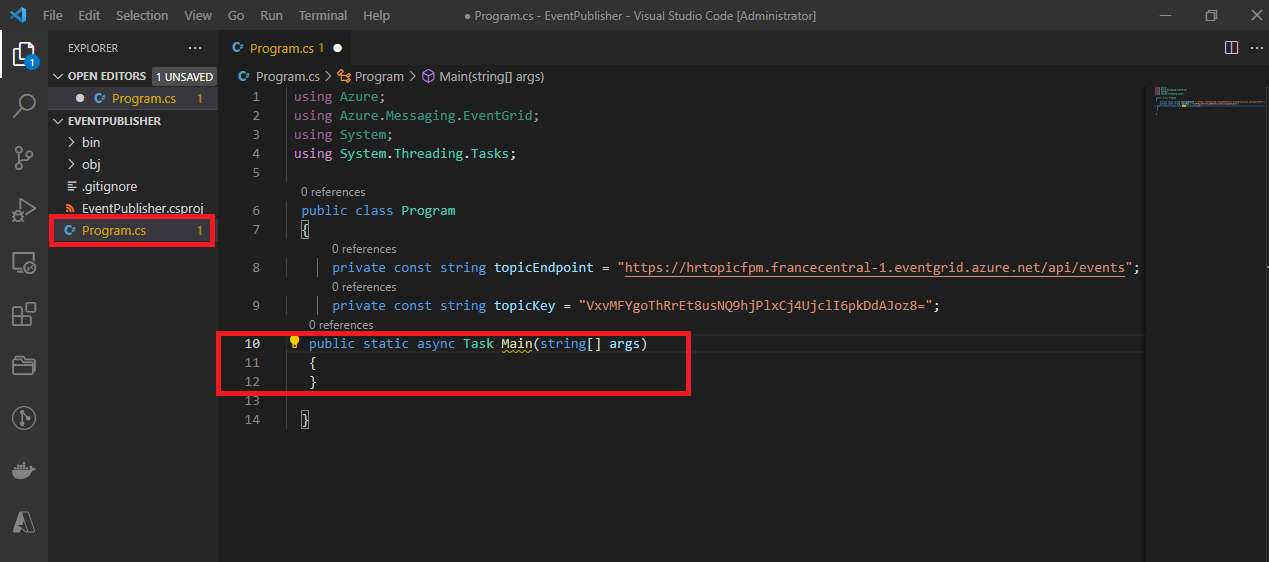 File Edit Selection View Go Run Terminal Help
● Program.cs - EventPublisher - Visual Studio Code [Administrator]
1
EXPLORER ···
OPEN EDITORS 1 UNSAVED
● Program.cs 1
EVENTPUBLISHER
bin
obj
.gitignore
EventPublisher.csproj
Program.cs 1
Program.cs 1 ●
Program.cs > Program > Main(string[] args)
1 using Azure;
2 using Azure.Messaging.EventGrid;
3 using System;
4 using System.Threading.Tasks;
5
0 references
6 public class Program
7 {
0 references
8 private const string topicEndpoint = "https://hrtopicfpm.francecentral-1.eventgrid.azure.net/api/events";
0 references
9 private const string topicKey = "VxvMFYgoThRrEt8usNQ9hjPlxCj4UjclI6pkDdAJoz8=";
0 references
10 public static async Task Main(string[] args)
11 {
12 }
13
14 }